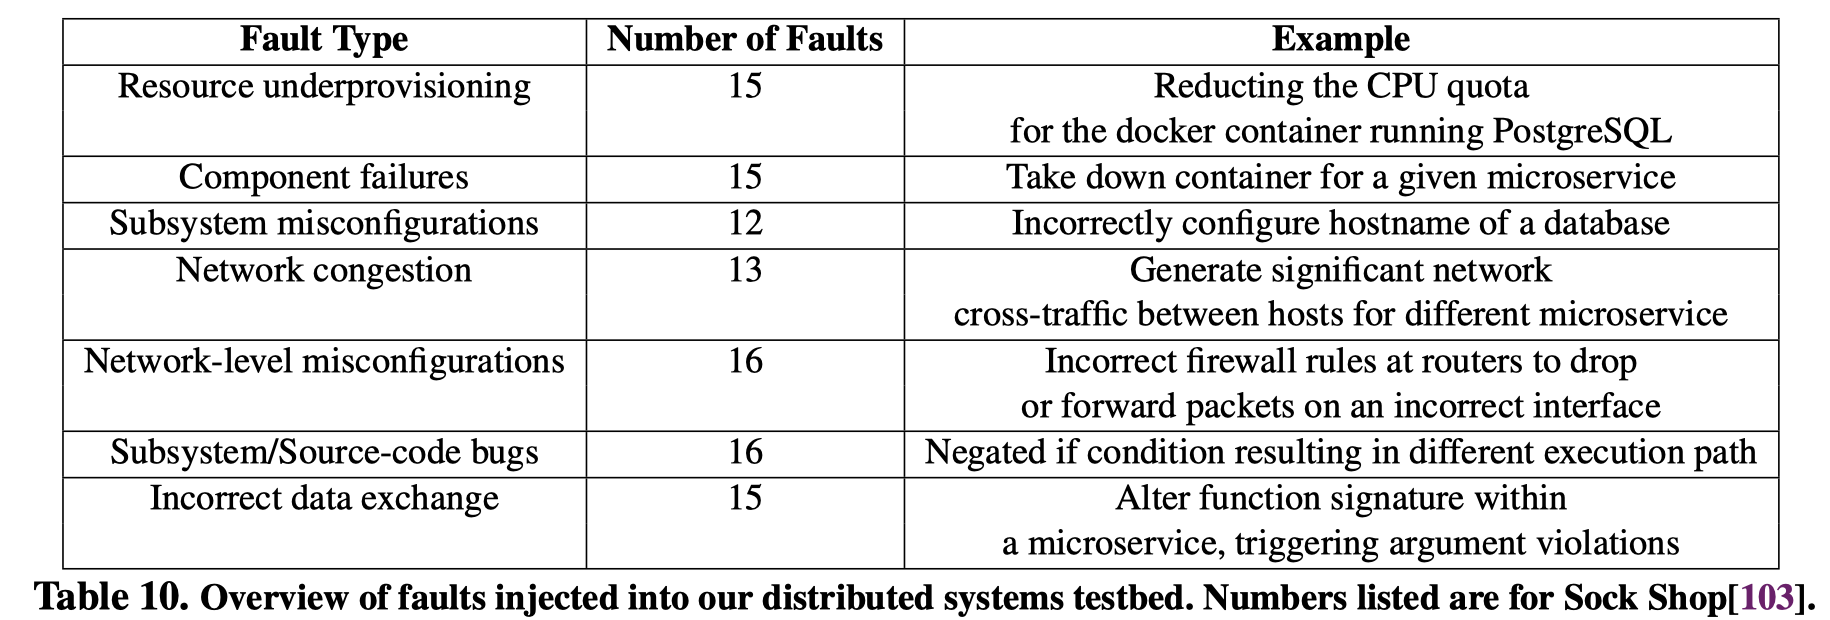 Fault Type Number of Faults Example
Resource underprovisioning 15 Reducting the CPU quota
for the docker container running PostgreSQL
Component failures 15 Take down container for a given microservice
Subsystem misconfigurations 12 Incorrectly configure hostname of a database
Network congestion 13 Generate significant network
cross-traffic between hosts for different microservice
Network-level misconfigurations 16 Incorrect firewall rules at routers to drop
or forward packets on an incorrect interface
Subsystem/Source-code bugs 16 Negated if condition resulting in different execution path
Incorrect data exchange 15 Alter function signature within
a microservice, triggering argument violations
Table 10. Overview of faults injected into our distributed systems testbed. Numbers listed are for Sock Shop[103].